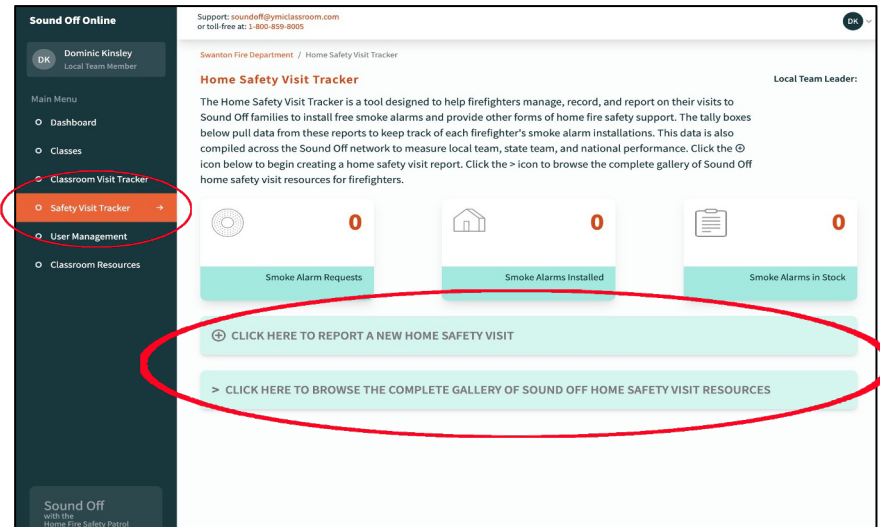 Sound Off Online
Support: soundoff@ymiclassroom.com
or toll-free at: 1-800-859-8005
DK
DK
Dominic Kinsley
Local Team Member
Main Menu
Dashboard
Classes
Classroom Visit Tracker
Safety Visit Tracker →
User Management
Classroom Resources
Sound Off
with the
Home Fire Safety Patrol
Swanton Fire Department / Home Safety Visit Tracker
Home Safety Visit Tracker
Local Team Leader:
The Home Safety Visit Tracker is a tool designed to help firefighters manage, record, and report on their visits to
Sound Off families to install free smoke alarms and provide other forms of home fire safety support. The tally boxes
below pull data from these reports to keep track of each firefighter's smoke alarm installations. This data is also
compiled across the Sound Off network to measure local team, state team, and national performance. Click the ⊕
icon below to begin creating a home safety visit report. Click the > icon to browse the complete gallery of Sound Off
home safety visit resources for firefighters.
0
Smoke Alarm Requests
0
Smoke Alarms Installed
0
Smoke Alarms in Stock
⊕ CLICK HERE TO REPORT A NEW HOME SAFETY VISIT
> CLICK HERE TO BROWSE THE COMPLETE GALLERY OF SOUND OFF HOME SAFETY VISIT RESOURCES